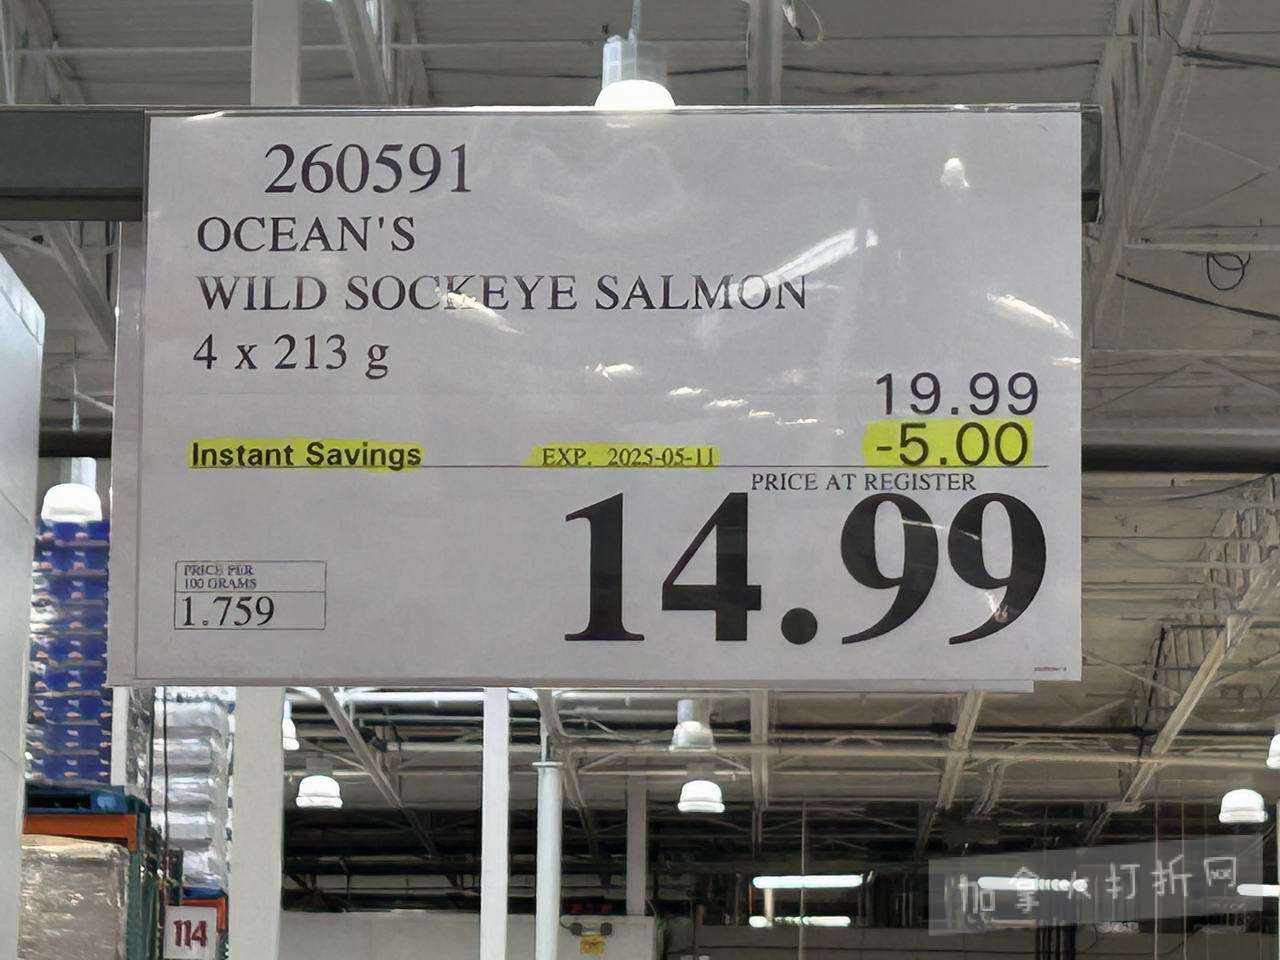 260591
OCEAN'S
WILD SOCKEYE SALMON
4 x 213 g
19.99
Instant Savings EXP. 2025-05-11 -5.00
PRICE AT REGISTER
14.99
PRICE PER
100 GRAMS
1.759
114
加拿大打折网